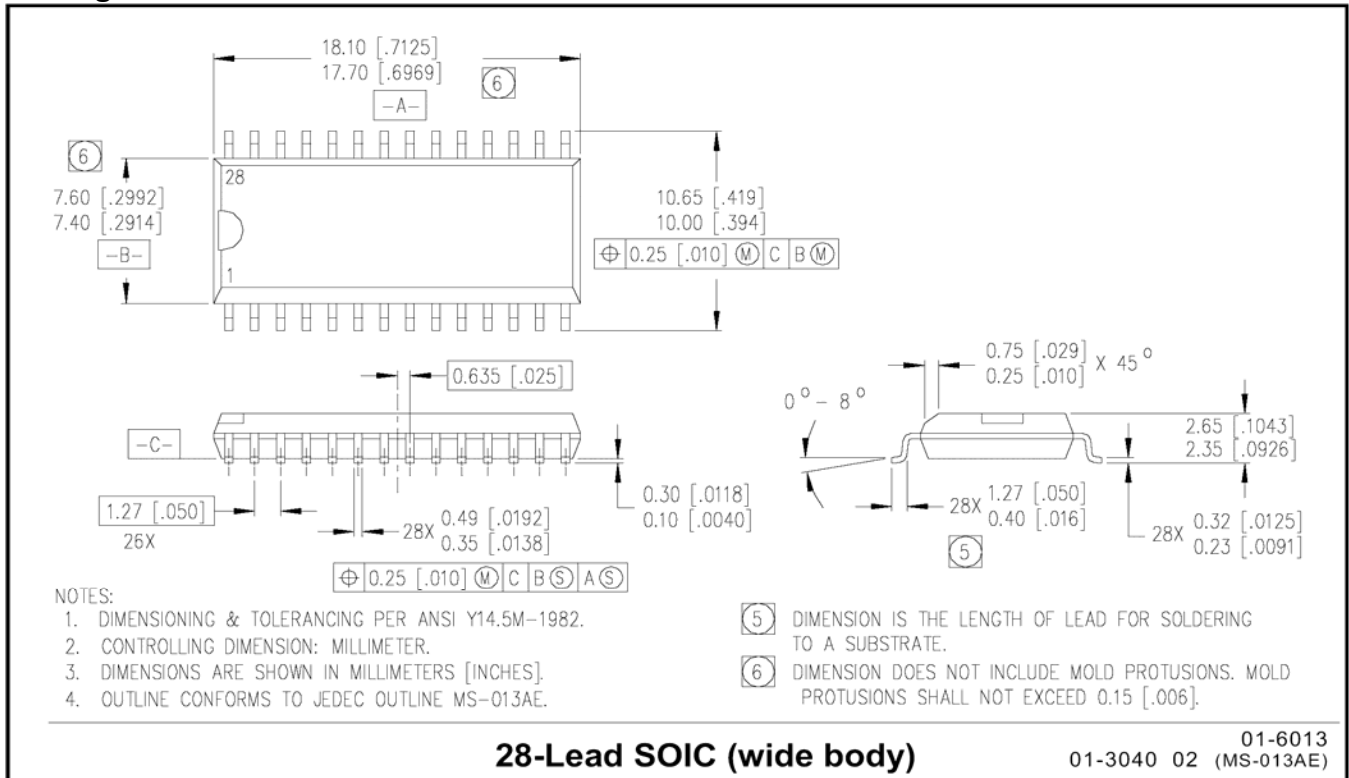 18.10 [.7125]
17.70 [.6969]
-A-
6
6
7.60 [.2992]
7.40 [.2914]
-B-
28
1
10.65 [.419]
10.00 [.394]
⌖ 0.25 [.010] Ⓜ C B Ⓜ
0.635 [.025]
-C-
1.27 [.050]
26X
28X 0.49 [.0192]
0.35 [.0138]
⌖ 0.25 [.010] Ⓜ C B Ⓢ A Ⓢ
0.30 [.0118]
0.10 [.0040]
0.75 [.029]
0.25 [.010] X 45°
0° - 8°
2.65 [.1043]
2.35 [.0926]
28X 1.27 [.050]
0.40 [.016]
5
28X 0.32 [.0125]
0.23 [.0091]
NOTES:
1. DIMENSIONING & TOLERANCING PER ANSI Y14.5M-1982.
2. CONTROLLING DIMENSION: MILLIMETER.
3. DIMENSIONS ARE SHOWN IN MILLIMETERS [INCHES].
4. OUTLINE CONFORMS TO JEDEC OUTLINE MS-013AE.
5 DIMENSION IS THE LENGTH OF LEAD FOR SOLDERING
TO A SUBSTRATE.
6 DIMENSION DOES NOT INCLUDE MOLD PROTUSIONS. MOLD
PROTUSIONS SHALL NOT EXCEED 0.15 [.006].
28-Lead SOIC (wide body)
01-6013
01-3040 02 (MS-013AE)